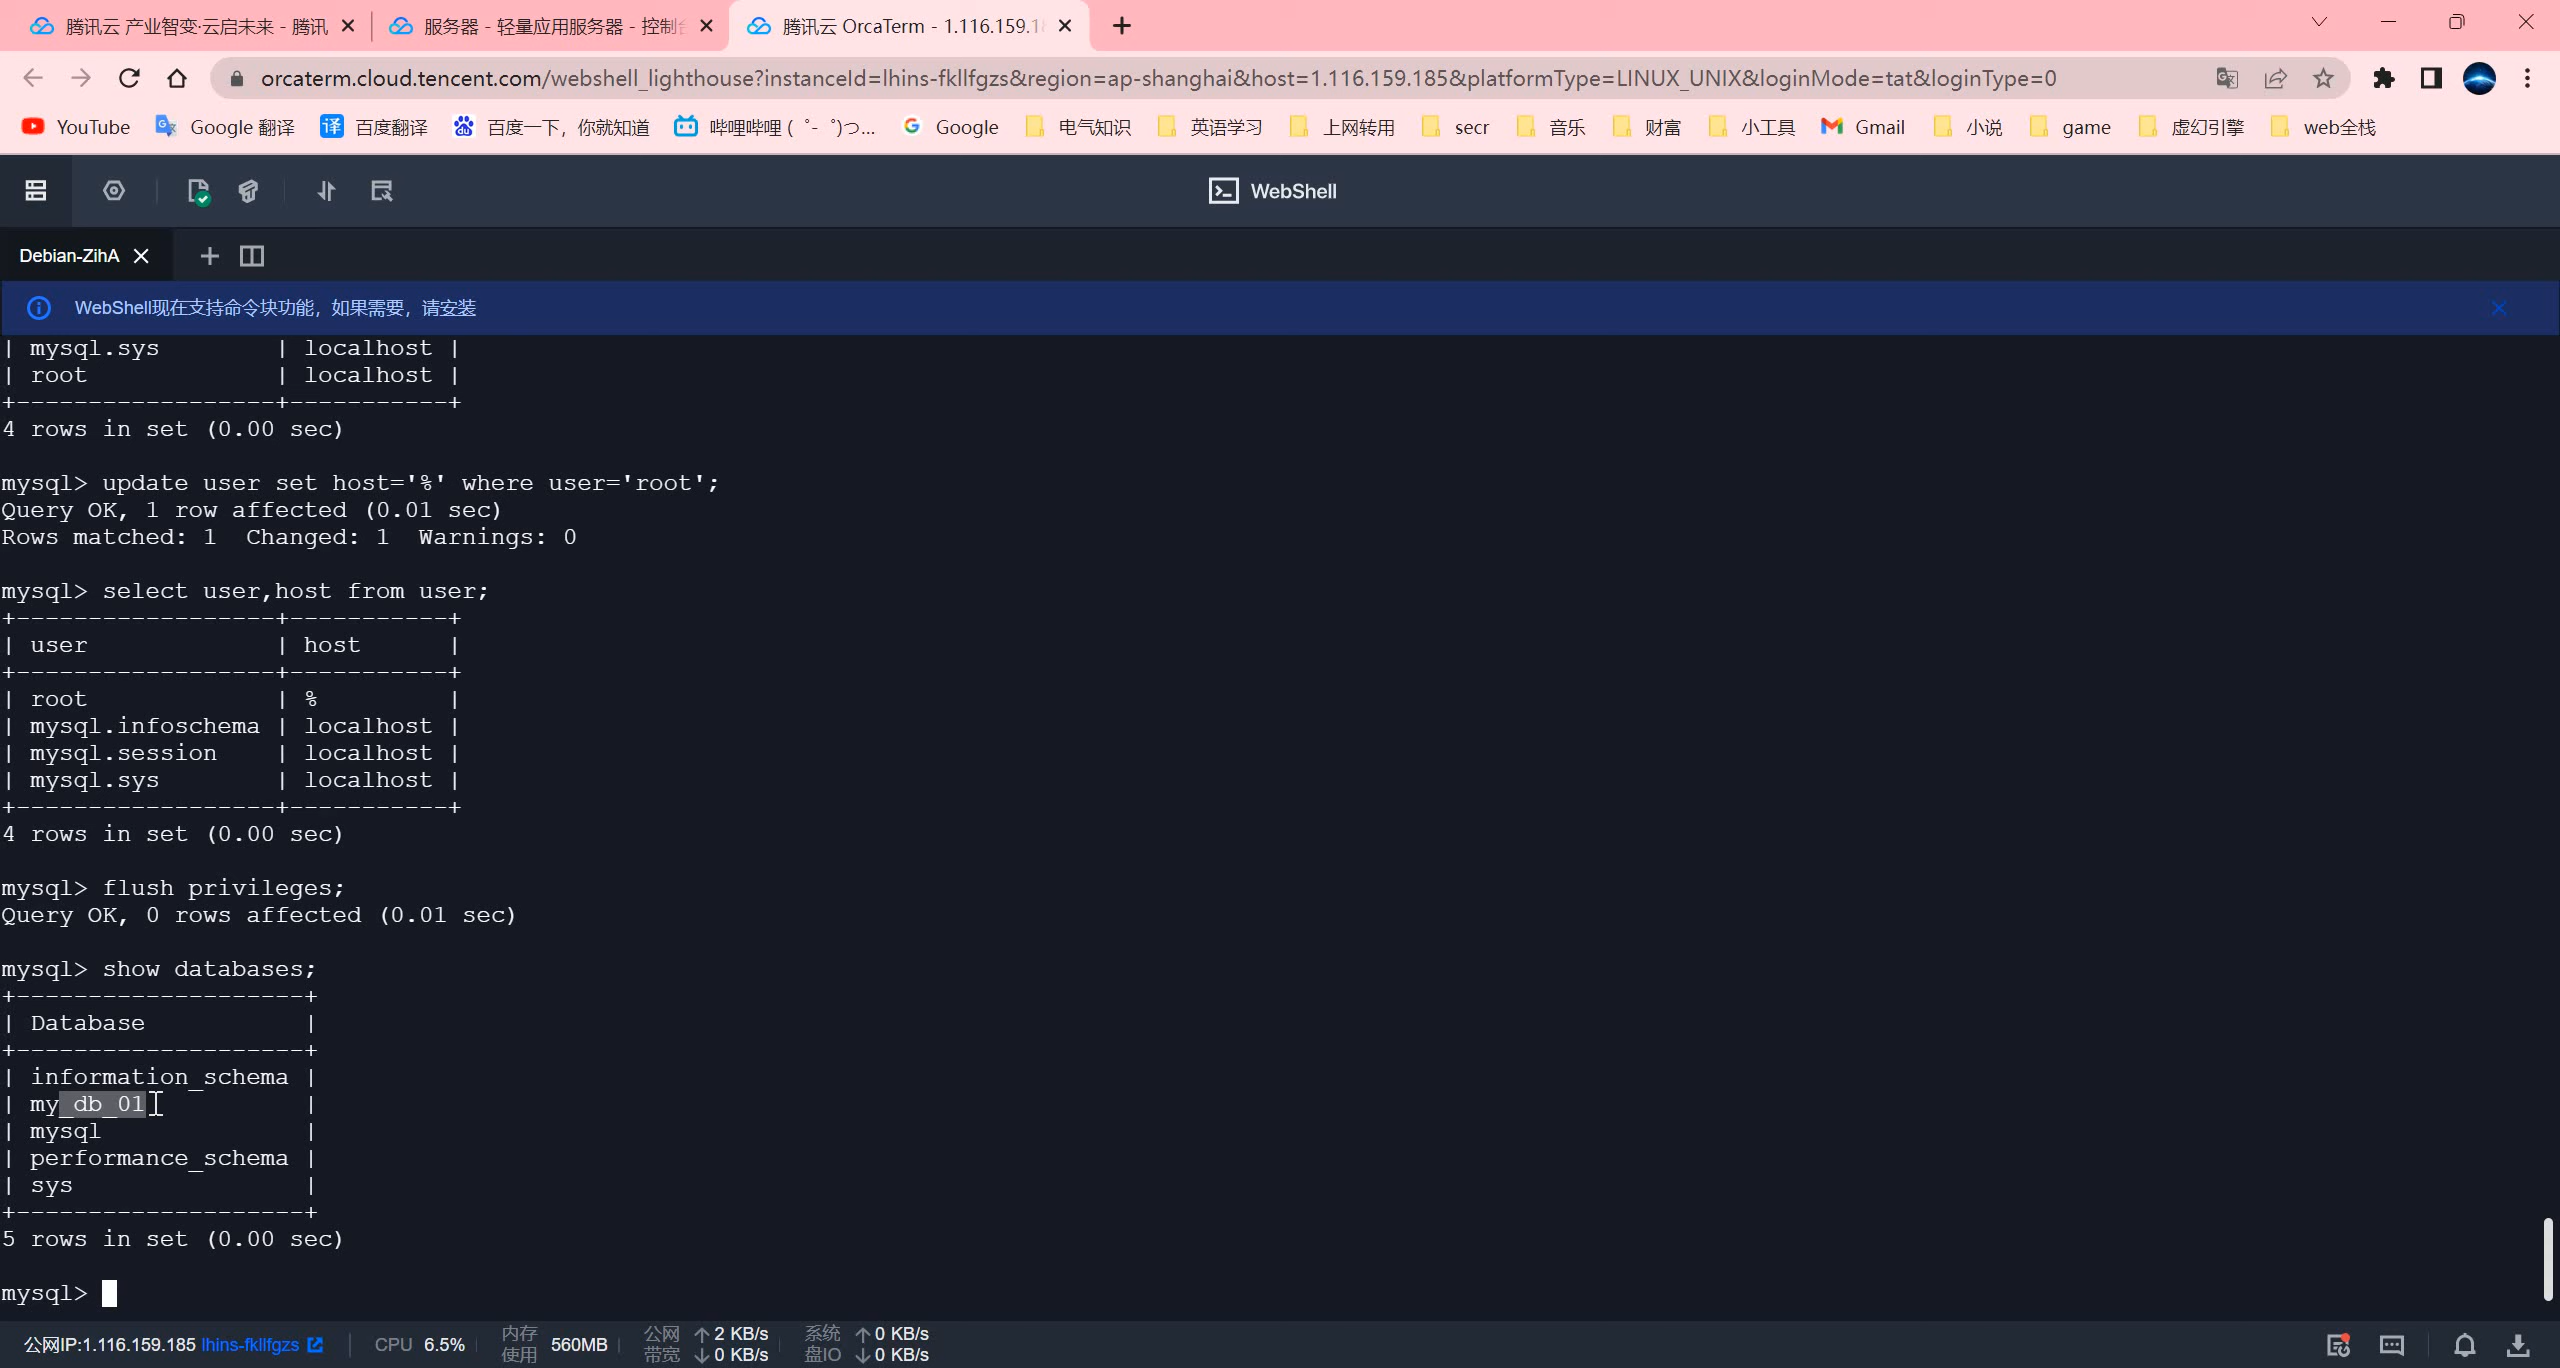 腾讯云 产业智变·云启未来 - 腾讯
服务器 - 轻量应用服务器 - 控制台
腾讯云 OrcaTerm - 1.116.159.18
orcaterm.cloud.tencent.com/webshell_lighthouse?instanceId=lhins-fkllfgzs&region=ap-shanghai&host=1.116.159.185&platformType=LINUX_UNIX&loginMode=tat&loginType=0
YouTube Google 翻译 百度翻译 百度一下，你就知道 哔哩哔哩 ( ゜- ゜)つ... Google 电气知识 英语学习 上网转用 secr 音乐 财富 小工具 Gmail 小说 game 虚幻引擎 web全栈
WebShell
Debian-ZihA
WebShell现在支持命令块功能，如果需要，请安装
| mysql.sys        | localhost |
| root             | localhost |
+------------------+-----------+
4 rows in set (0.00 sec)
mysql> update user set host='%' where user='root';
Query OK, 1 row affected (0.01 sec)
Rows matched: 1  Changed: 1  Warnings: 0
mysql> select user,host from user;
+------------------+-----------+
| user             | host      |
+------------------+-----------+
| root             | %         |
| mysql.infoschema | localhost |
| mysql.session    | localhost |
| mysql.sys        | localhost |
+------------------+-----------+
4 rows in set (0.00 sec)
mysql> flush privileges;
Query OK, 0 rows affected (0.01 sec)
mysql> show databases;
+--------------------+
| Database           |
+--------------------+
| information_schema |
| my_db_01           |
| mysql              |
| performance_schema |
| sys                |
+--------------------+
5 rows in set (0.00 sec)
mysql>
公网IP:1.116.159.185 lhins-fkllfgzs CPU 6.5% 内存使用 560MB 公网带宽 ↑2 KB/s ↓0 KB/s 系统盘IO ↑0 KB/s ↓0 KB/s